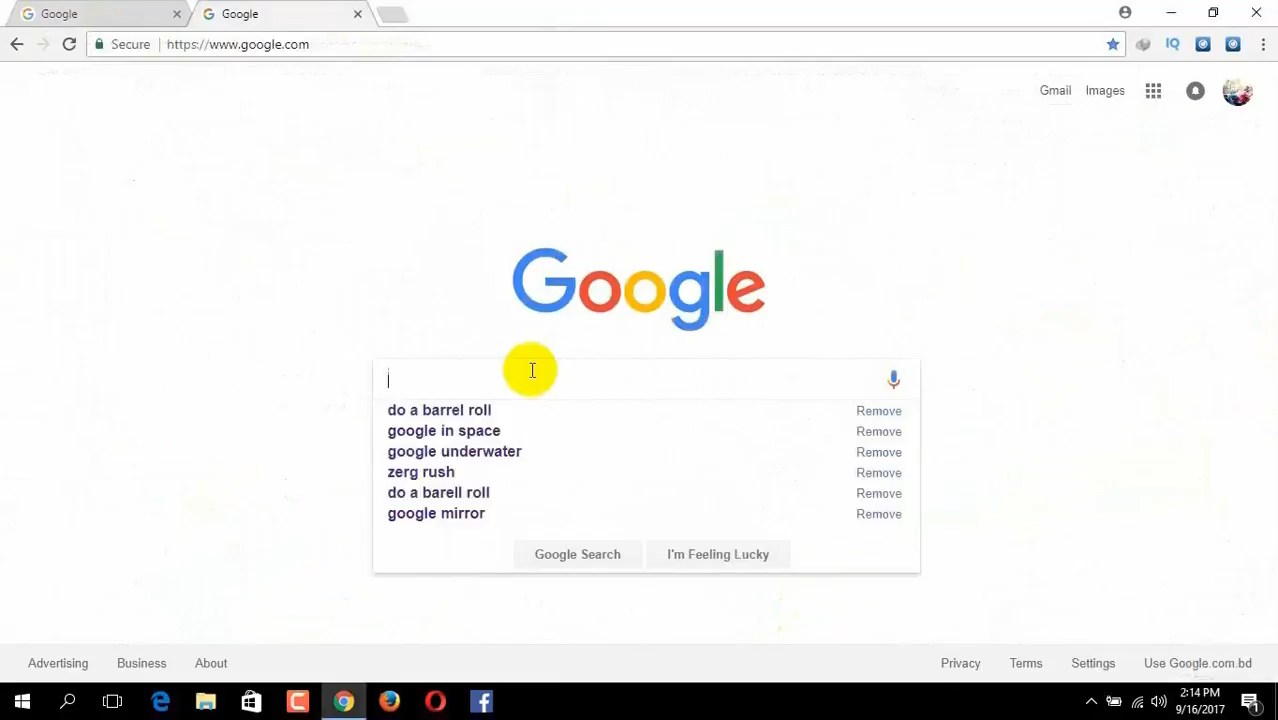 Google
Google
Secure
https://www.google.com
IQ
Gmail
Images
Google
do a barrel roll
Remove
google in space
Remove
google underwater
Remove
zerg rush
Remove
do a barell roll
Remove
google mirror
Remove
Google Search
I'm Feeling Lucky
Advertising
Business
About
Privacy
Terms
Settings
Use Google.com.bd
2:14 PM
9/16/2017
1